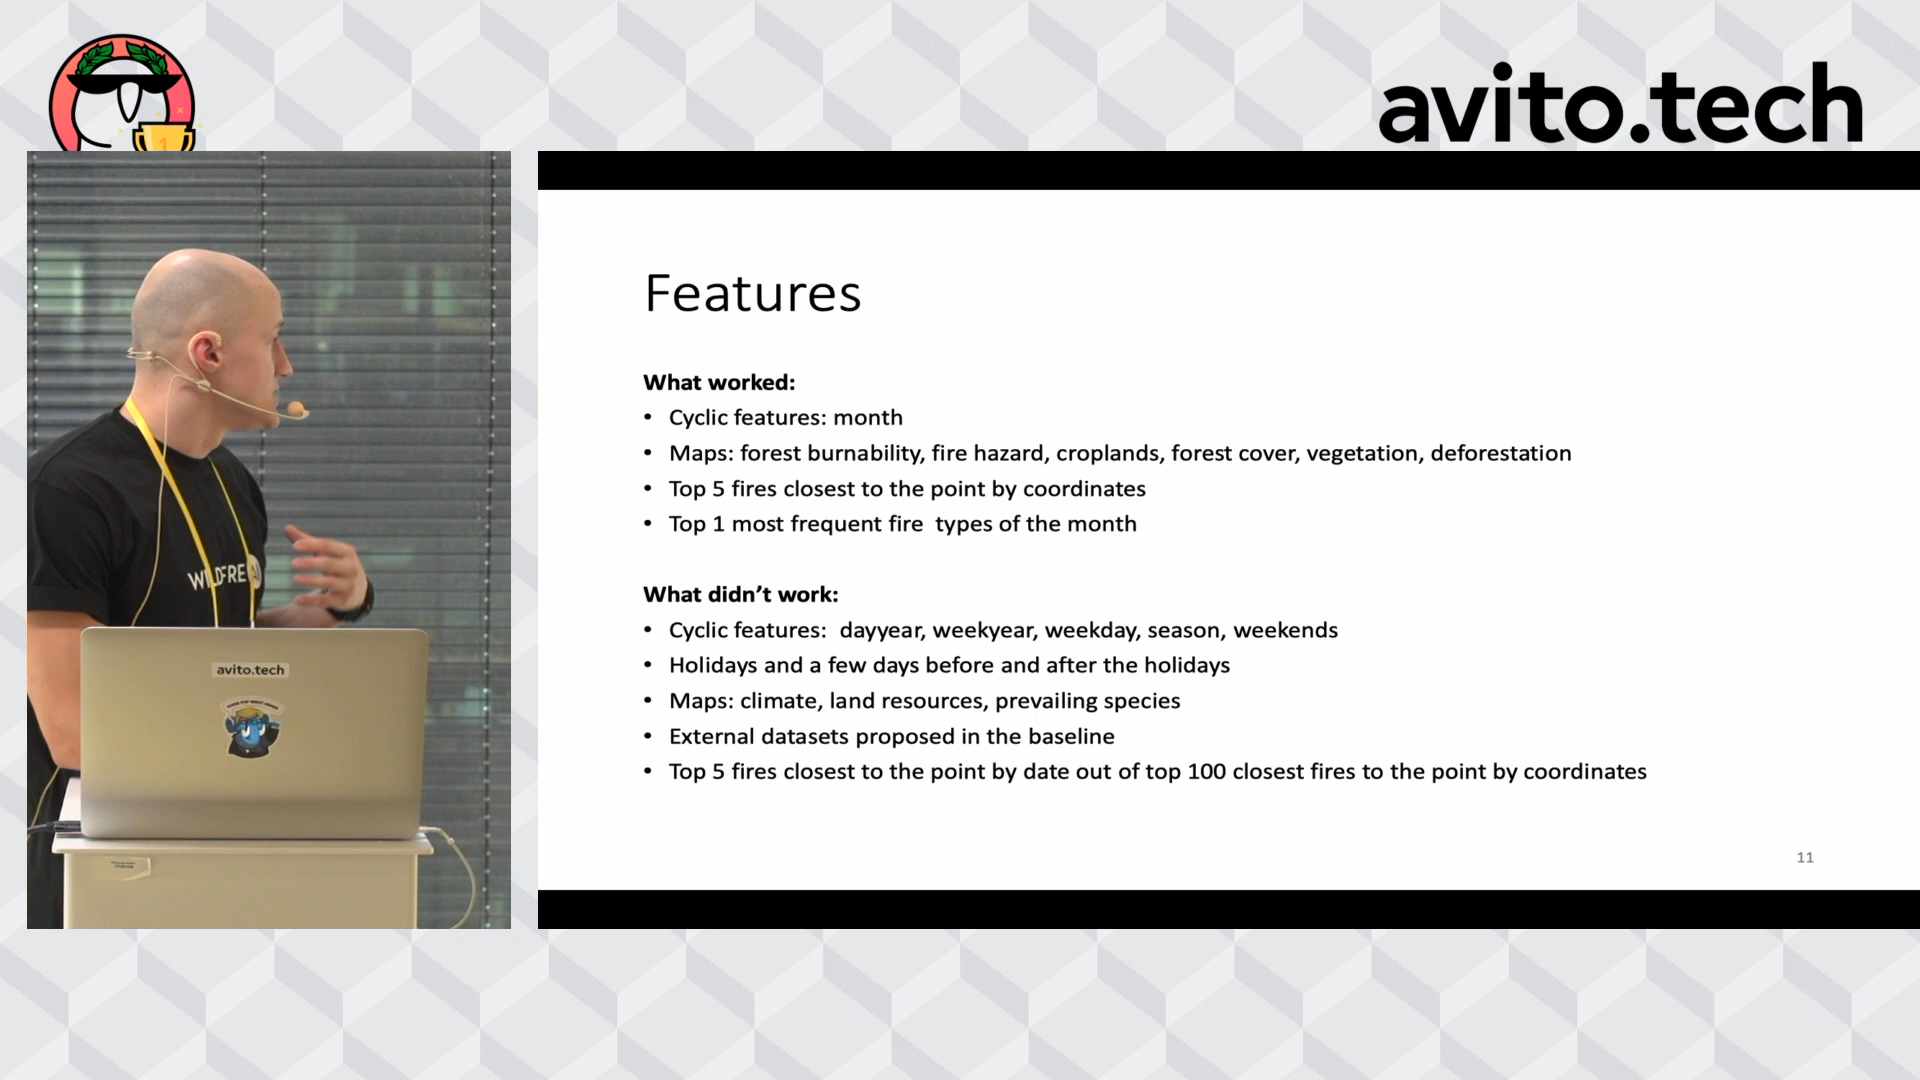 avito.tech
1
Features
What worked:
• Cyclic features: month
• Maps: forest burnability, fire hazard, croplands, forest cover, vegetation, deforestation
• Top 5 fires closest to the point by coordinates
• Top 1 most frequent fire  types of the month
What didn’t work:
• Cyclic features:  dayyear, weekyear, weekday, season, weekends
• Holidays and a few days before and after the holidays
• Maps: climate, land resources, prevailing species
• External datasets proposed in the baseline
• Top 5 fires closest to the point by date out of top 100 closest fires to the point by coordinates
11
avito.tech